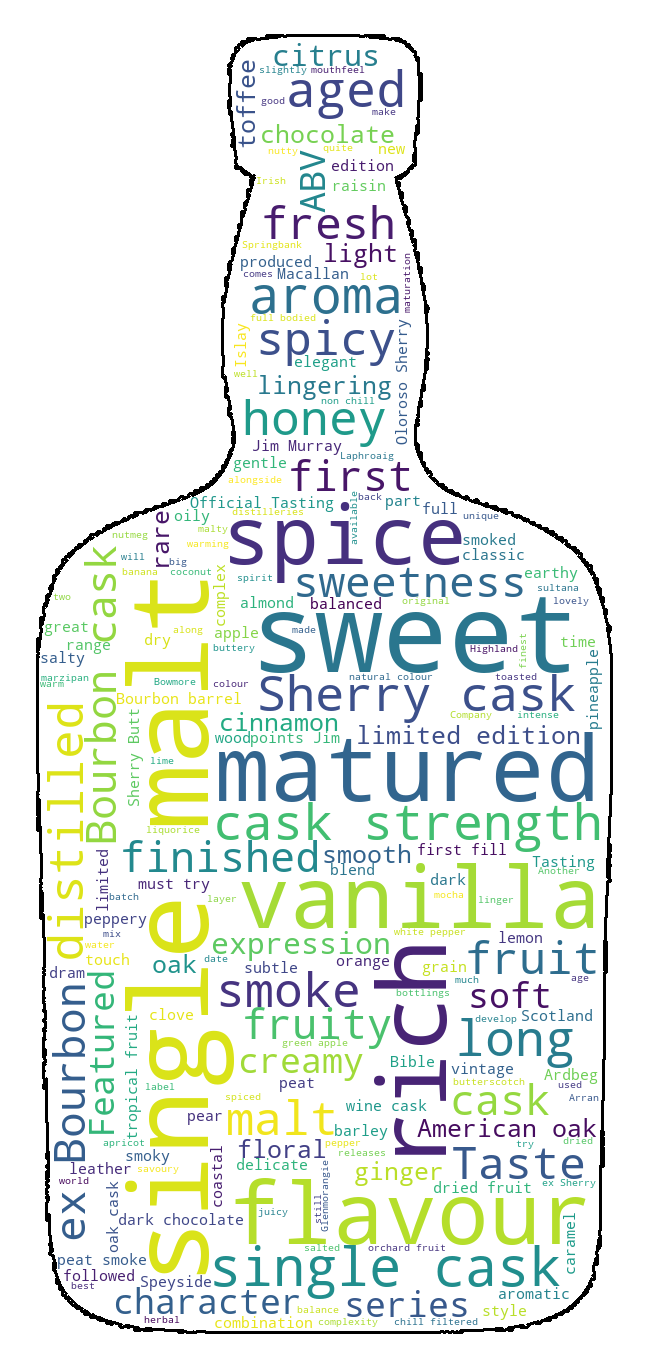 citrus
slightly mouthfeel
toffee
aged
good
make
chocolate
nutty
quite
new
ABV
edition
Irish
raisin
fresh
Springbank
light
produced
comes
Macallan
lot
maturation
aroma
full bodied
Islay
spicy
Oloroso Sherry
elegant
well
lingering
non chill
honey
Jim Murray
Laphroaig
gentle
first
alongside
back
Official Tasting
part
full
available
distilleries
unique
oily
rare
spice
nutmeg
malty
smoked
will
big
warming
classic
cask
banana
coconut
spirit
sweetness
earthy
sultana
two
complex
almond
balanced
original
lovely
single malt
sweet
great
along
apple
made
time
range
dry
buttery
Highland
finest
salty
pineapple
marzipan
warm
Bowmore
colour
natural colour
toasted
Bourbon cask
Bourbon barrel
Sherry cask
Sherry Butt
cinnamon
Company
intense
distilled
woodpoints Jim
limited edition
matured
lime
liquorice
cask strength
finished
smooth
first fill
limited
blend
Tasting
must try
dark
Another
batch
layer
vanilla
mocha
linger
peppery
mix
white pepper
water
expression
lemon
touch
oak
date
subtle
orange
grain
fruit
dram
smoke
rich
much
age
bottlings
soft
Featured
clove
fruity
develop
Scotland
tropical fruit
green apple
long
creamy
Bible
vintage
label
peat
butterscotch
Ardbeg
used
spiced
wine cask
cask
Arran
pear
malt
barley
American oak
ex Bourbon
apricot
pepper
try
dried
smoky
floral
releases
leather
savoury
coastal
delicate
ginger
Taste
world
still
Glenmorangie
dried fruit
ex Sherry
oak cask
flavour
dark chocolate
juicy
caramel
salted
orchard fruit
peat smoke
followed
Speyside
single cask
best
aromatic
character
series
balance
style
herbal
combination
complexity
chill filtered